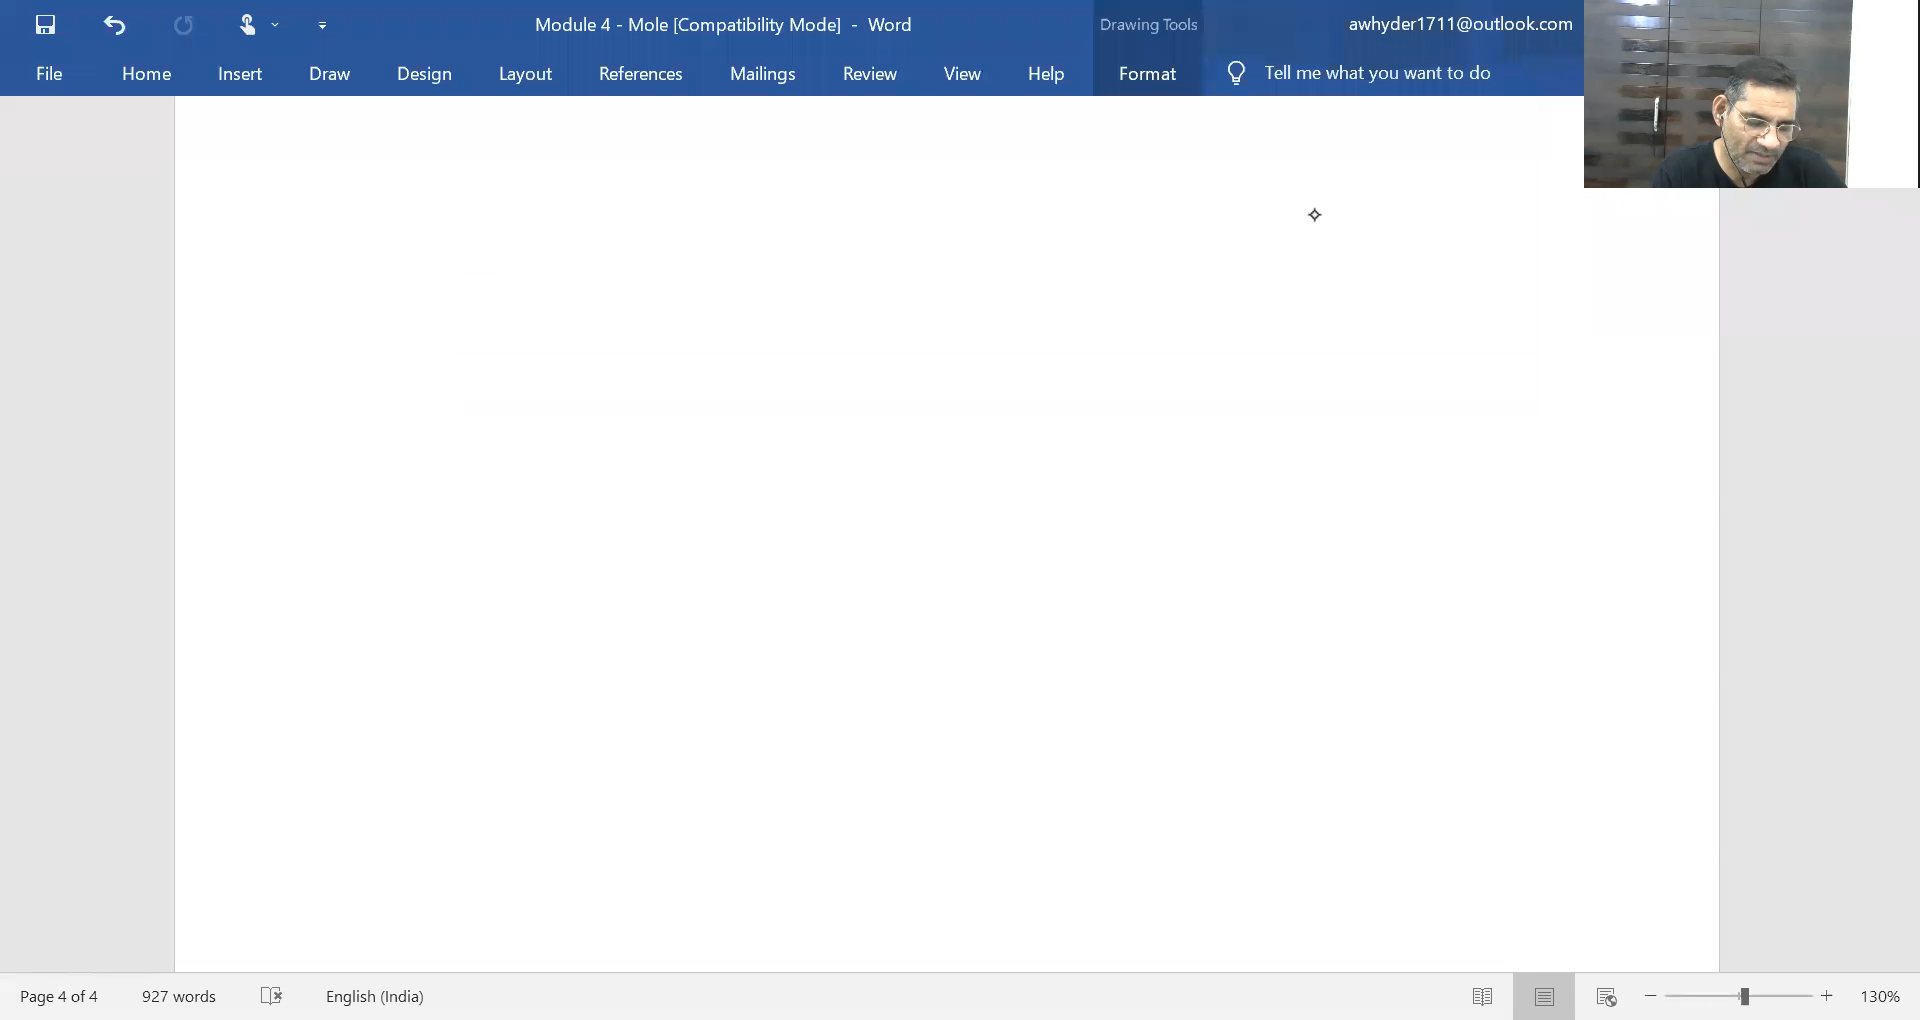 Module 4 - Mole [Compatibility Mode] - Word
Drawing Tools
awhyder1711@outlook.com
File Home Insert Draw Design Layout References Mailings Review View Help Format Tell me what you want to do
Page 4 of 4 927 words English (India) 130%